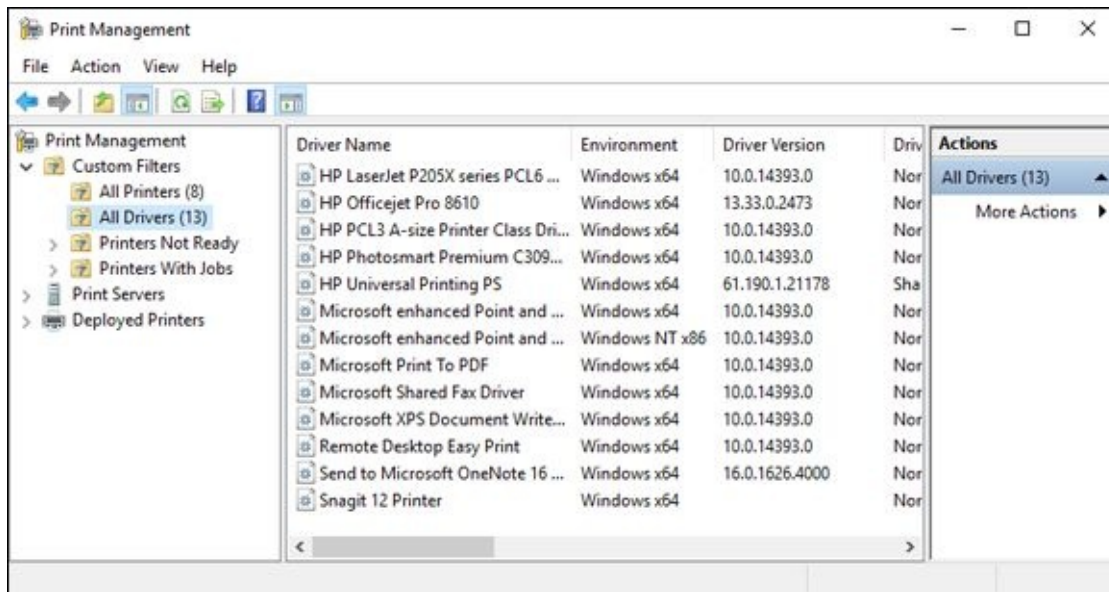 Print Management
File Action View Help
Print Management
Custom Filters
All Printers (8)
All Drivers (13)
Printers Not Ready
Printers With Jobs
Print Servers
Deployed Printers
Driver Name Environment Driver Version Driv
HP LaserJet P205X series PCL6 ... Windows x64 10.0.14393.0 Nor
HP Officejet Pro 8610 Windows x64 13.33.0.2473 Nor
HP PCL3 A-size Printer Class Dri... Windows x64 10.0.14393.0 Nor
HP Photosmart Premium C309... Windows x64 10.0.14393.0 Nor
HP Universal Printing PS Windows x64 61.190.1.21178 Sha
Microsoft enhanced Point and ... Windows x64 10.0.14393.0 Nor
Microsoft enhanced Point and ... Windows NT x86 10.0.14393.0 Nor
Microsoft Print To PDF Windows x64 10.0.14393.0 Nor
Microsoft Shared Fax Driver Windows x64 10.0.14393.0 Nor
Microsoft XPS Document Write... Windows x64 10.0.14393.0 Nor
Remote Desktop Easy Print Windows x64 10.0.14393.0 Nor
Send to Microsoft OneNote 16 ... Windows x64 16.0.1626.4000 Nor
Snagit 12 Printer Windows x64 Nor
Actions
All Drivers (13)
More Actions